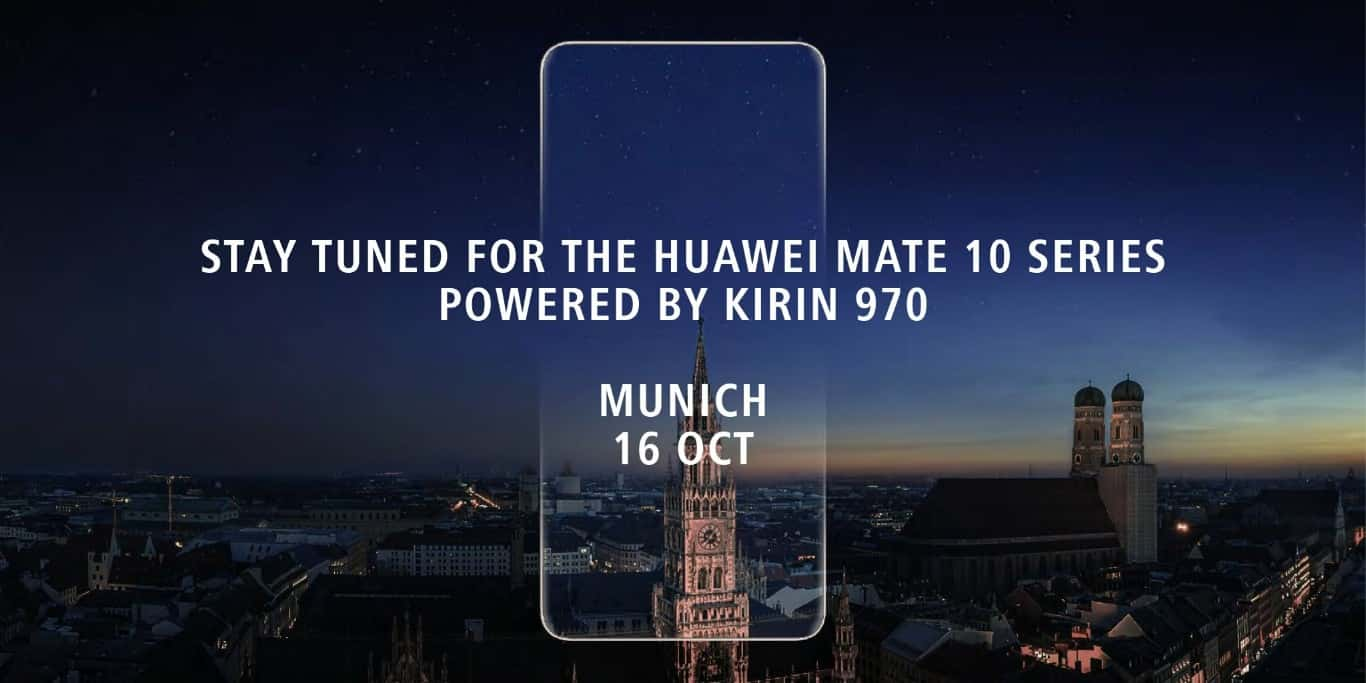 STAY TUNED FOR THE HUAWEI MATE 10 SERIES
POWERED BY KIRIN 970
MUNICH
16 OCT